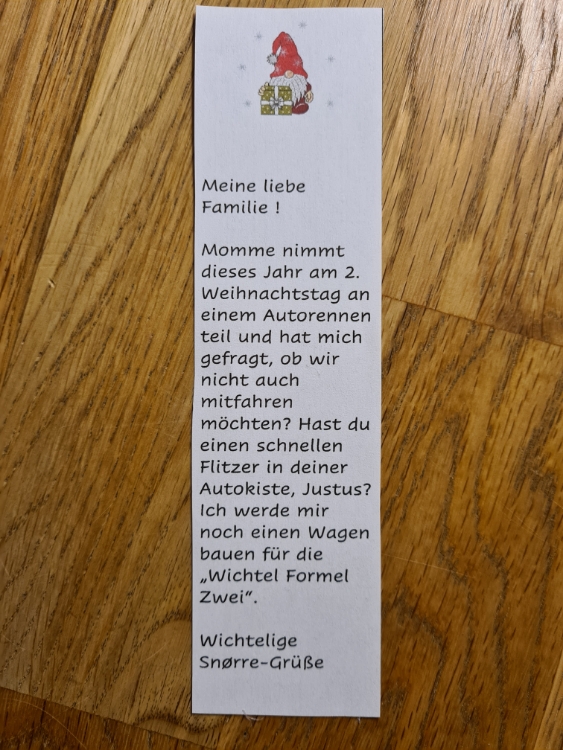 Meine liebe
Familie !
Momme nimmt
dieses Jahr am 2.
Weihnachtstag an
einem Autorennen
teil und hat mich
gefragt, ob wir
nicht auch
mitfahren
möchten? Hast du
einen schnellen
Flitzer in deiner
Autokiste, Justus?
Ich werde mir
noch einen Wagen
bauen für die
„Wichtel Formel
Zwei“.
Wichtelige
Snørre-Grüße